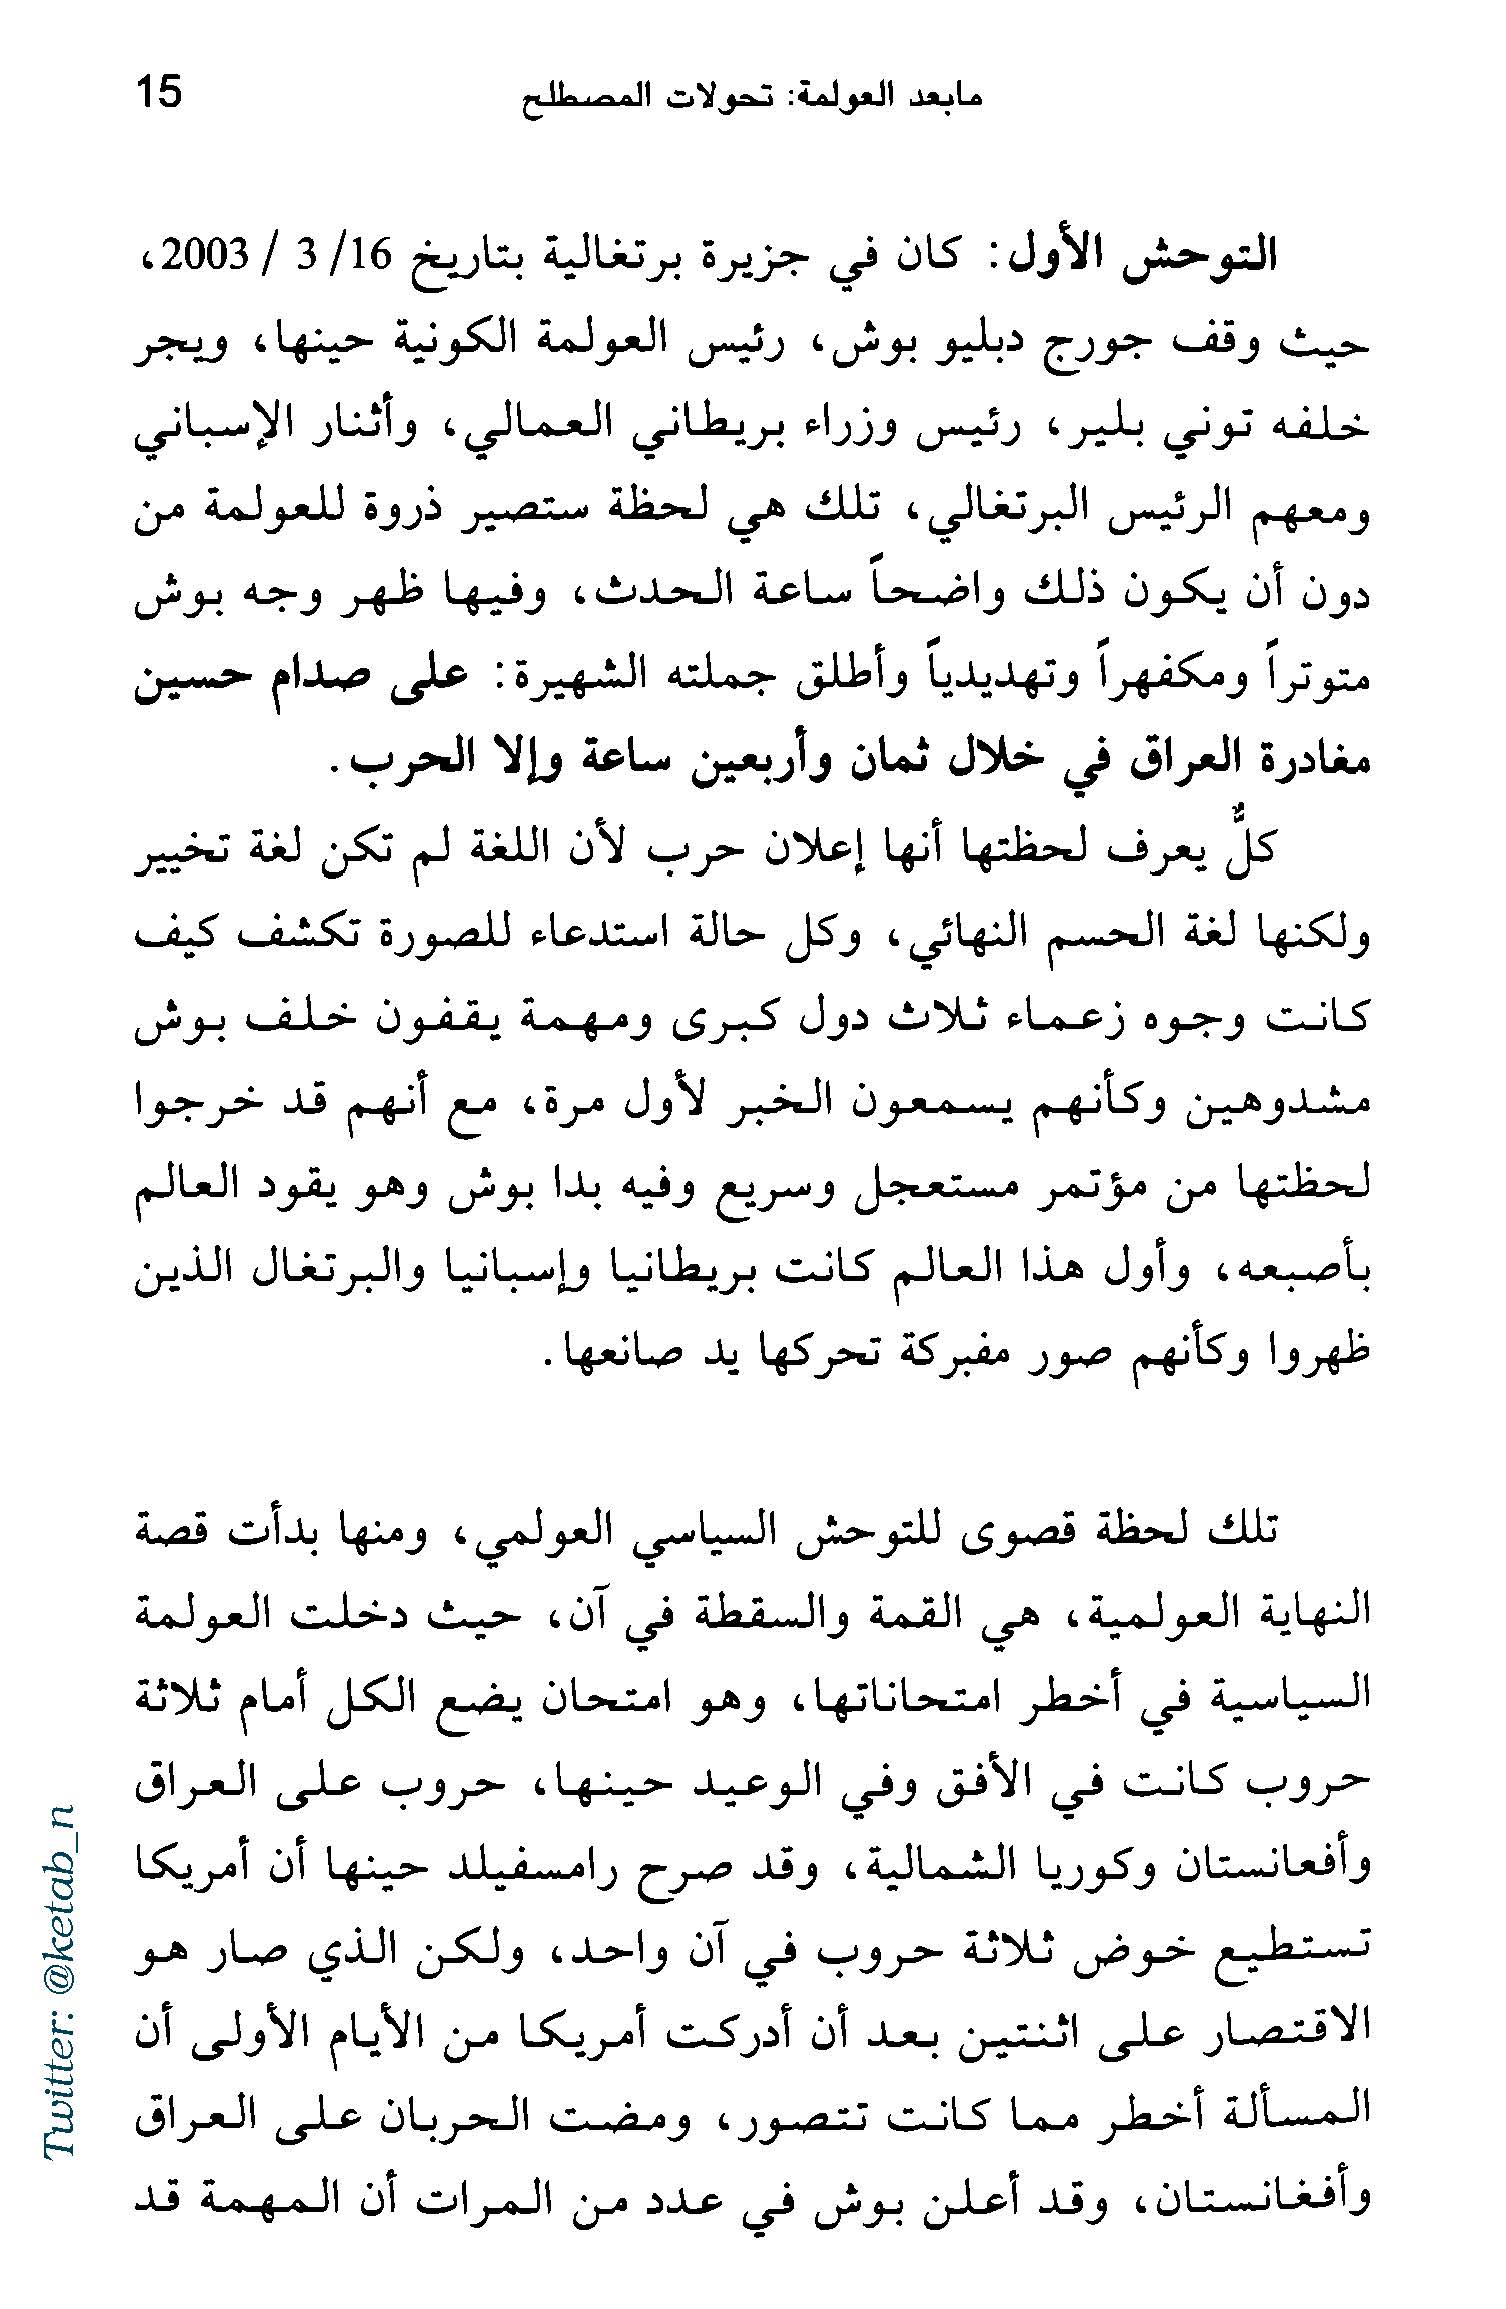 مابعد العولمة: تحولات المصطلح 15
التوحش الأول: كان في جزيرة برتغالية بتاريخ 16/ 3 / 2003،
حيث وقف جورج دبليو بوش، رئيس العولمة الكونية حينها، ويجر
خلفه توني بلير، رئيس وزراء بريطاني العمالي، وأثنار الإسباني
ومعهم الرئيس البرتغالي، تلك هي لحظة ستصير ذروة للعولمة من
دون أن يكون ذلك واضحاً ساعة الحدث، وفيها ظهر وجه بوش
متوتراً ومكفهراً وتهديدياً وأطلق جملته الشهيرة: على صدام حسين
مغادرة العراق في خلال ثمان وأربعين ساعة وإلا الحرب.
كلٌّ يعرف لحظتها أنها إعلان حرب لأن اللغة لم تكن لغة تخيير
ولكنها لغة الحسم النهائي، وكل حالة استدعاء للصورة تكشف كيف
كانت وجوه زعماء ثلاث دول كبرى ومهمة يقفون خلف بوش
مشدوهين وكأنهم يسمعون الخبر لأول مرة، مع أنهم قد خرجوا
لحظتها من مؤتمر مستعجل وسريع وفيه بدا بوش وهو يقود العالم
بأصبعه، وأول هذا العالم كانت بريطانيا وإسبانيا والبرتغال الذين
ظهروا وكأنهم صور مفبركة تحركها يد صانعها.
تلك لحظة قصوى للتوحش السياسي العولمي، ومنها بدأت قصة
النهاية العولمية، هي القمة والسقطة في آن، حيث دخلت العولمة
السياسية في أخطر امتحاناتها، وهو امتحان يضع الكل أمام ثلاثة
حروب كانت في الأفق وفي الوعيد حينها، حروب على العراق
وأفعانستان وكوريا الشمالية، وقد صرح رامسفيلد حينها أن أمريكا
تستطيع خوض ثلاثة حروب في آن واحد، ولكن الذي صار هو
الاقتصار على اثنتين بعد أن أدركت أمريكا من الأيام الأولى أن
المسألة أخطر مما كانت تتصور، ومضت الحربان على العراق
وأفغانستان، وقد أعلن بوش في عدد من المرات أن المهمة قد
Twitter: @ketab_n